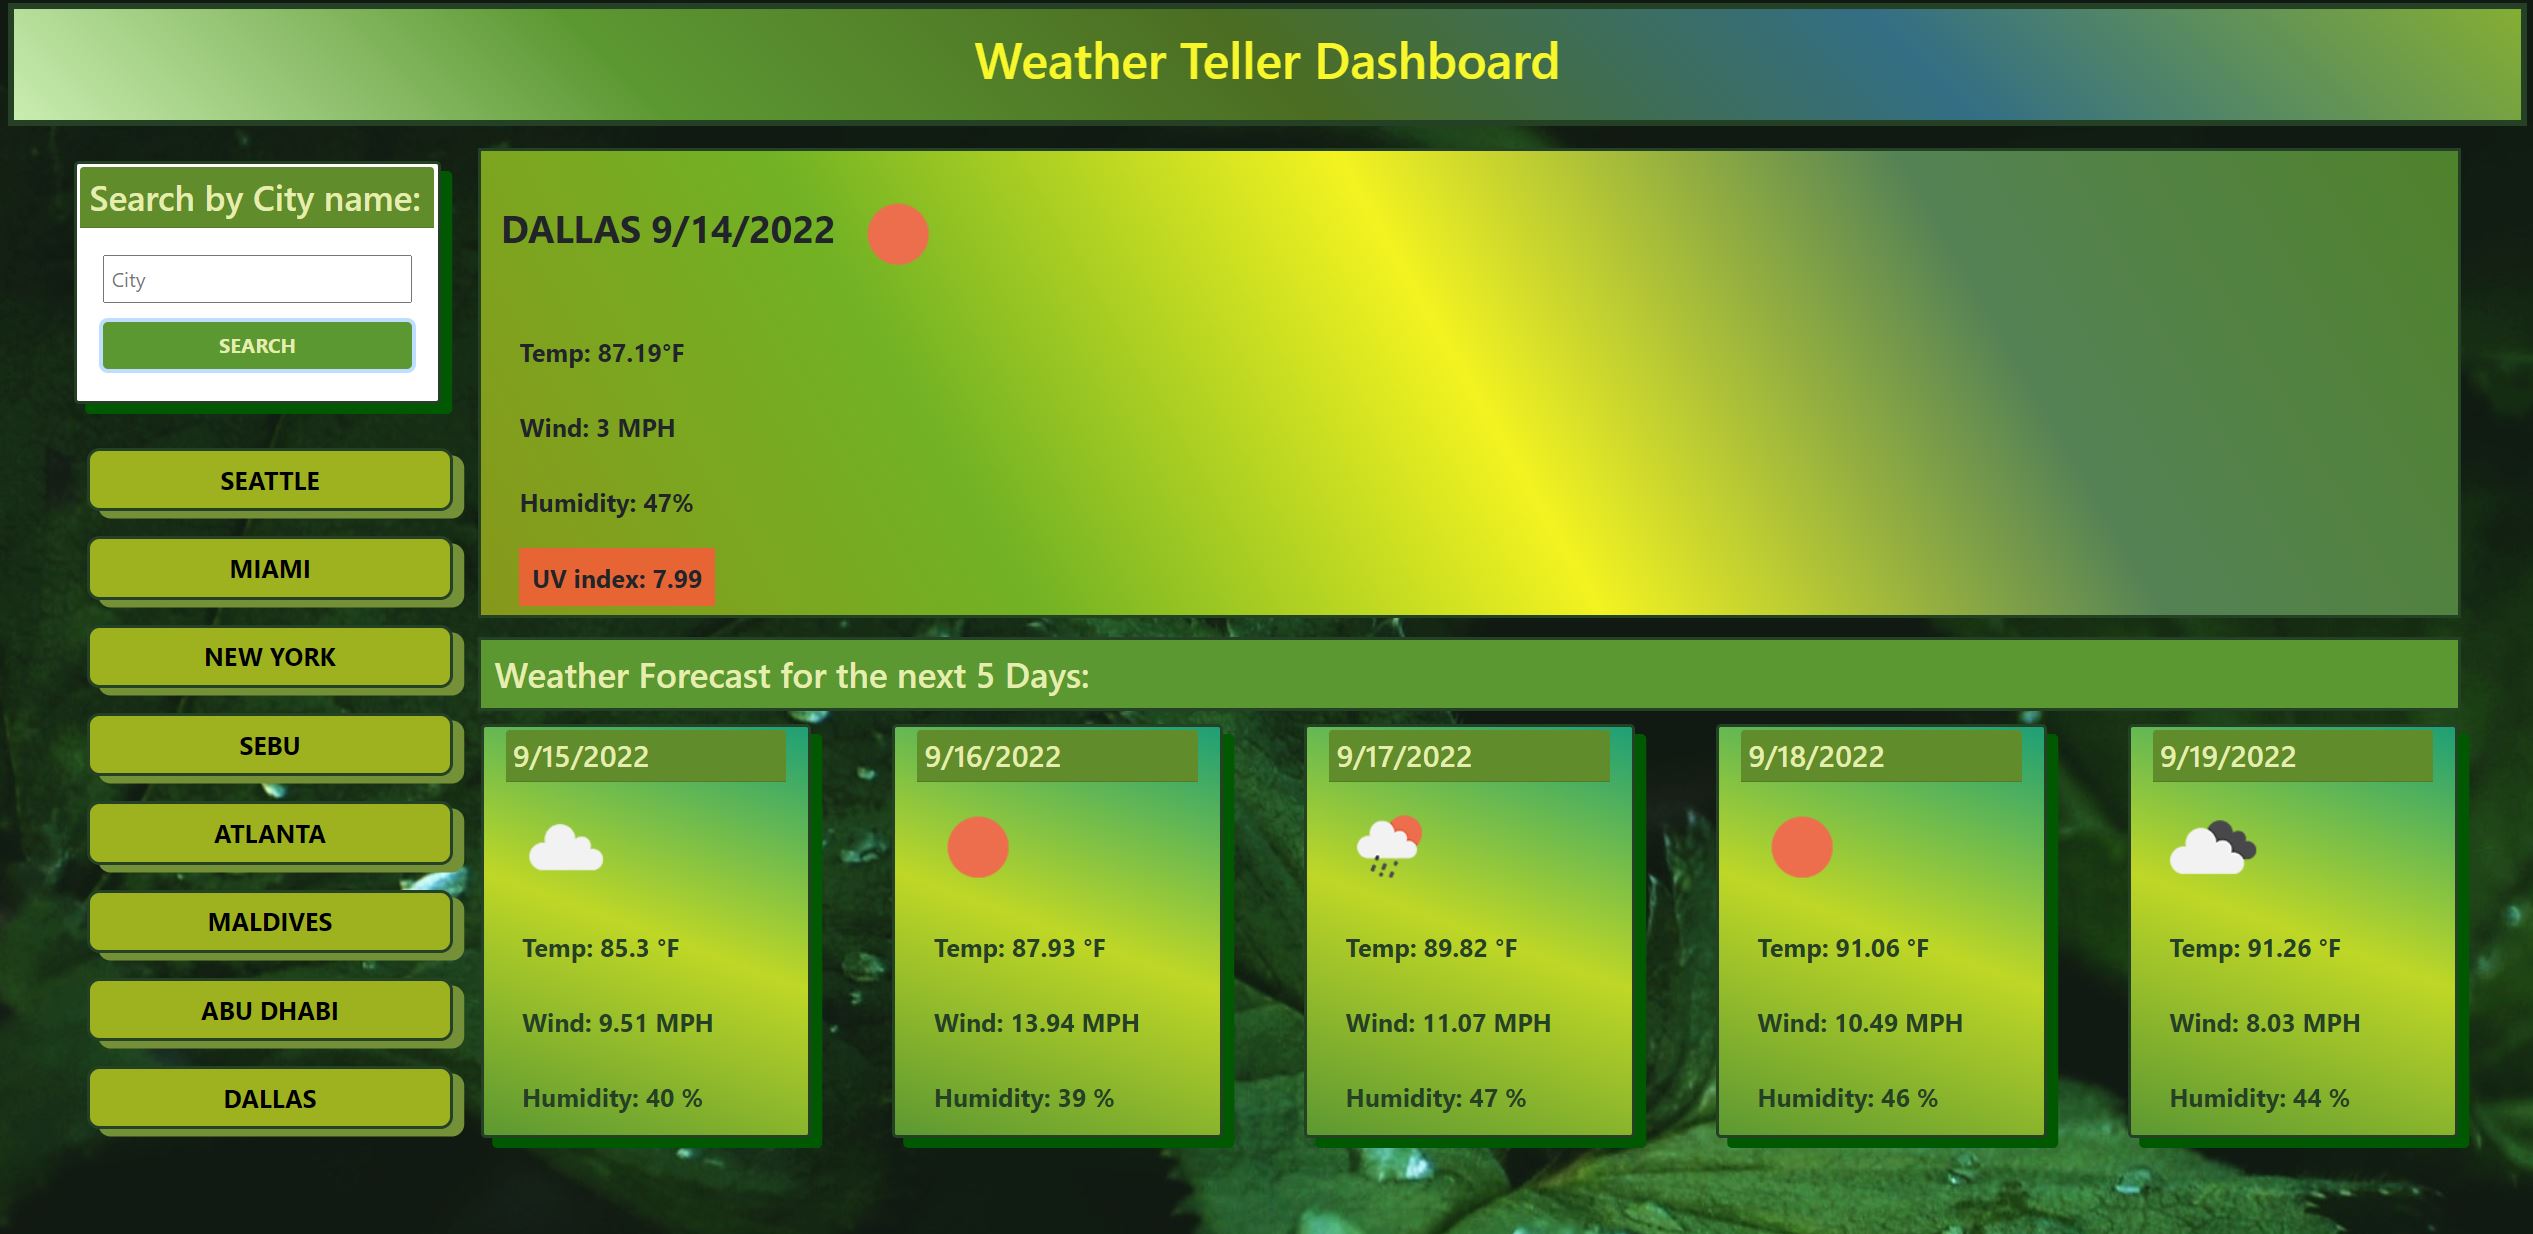 Weather Teller Dashboard
Search by City name:
City
SEARCH
SEATTLE
MIAMI
NEW YORK
SEBU
ATLANTA
MALDIVES
ABU DHABI
DALLAS
DALLAS 9/14/2022
Temp: 87.19°F
Wind: 3 MPH
Humidity: 47%
UV index: 7.99
Weather Forecast for the next 5 Days:
9/15/2022
Temp: 85.3 °F
Wind: 9.51 MPH
Humidity: 40 %
9/16/2022
Temp: 87.93 °F
Wind: 13.94 MPH
Humidity: 39 %
9/17/2022
Temp: 89.82 °F
Wind: 11.07 MPH
Humidity: 47 %
9/18/2022
Temp: 91.06 °F
Wind: 10.49 MPH
Humidity: 46 %
9/19/2022
Temp: 91.26 °F
Wind: 8.03 MPH
Humidity: 44 %